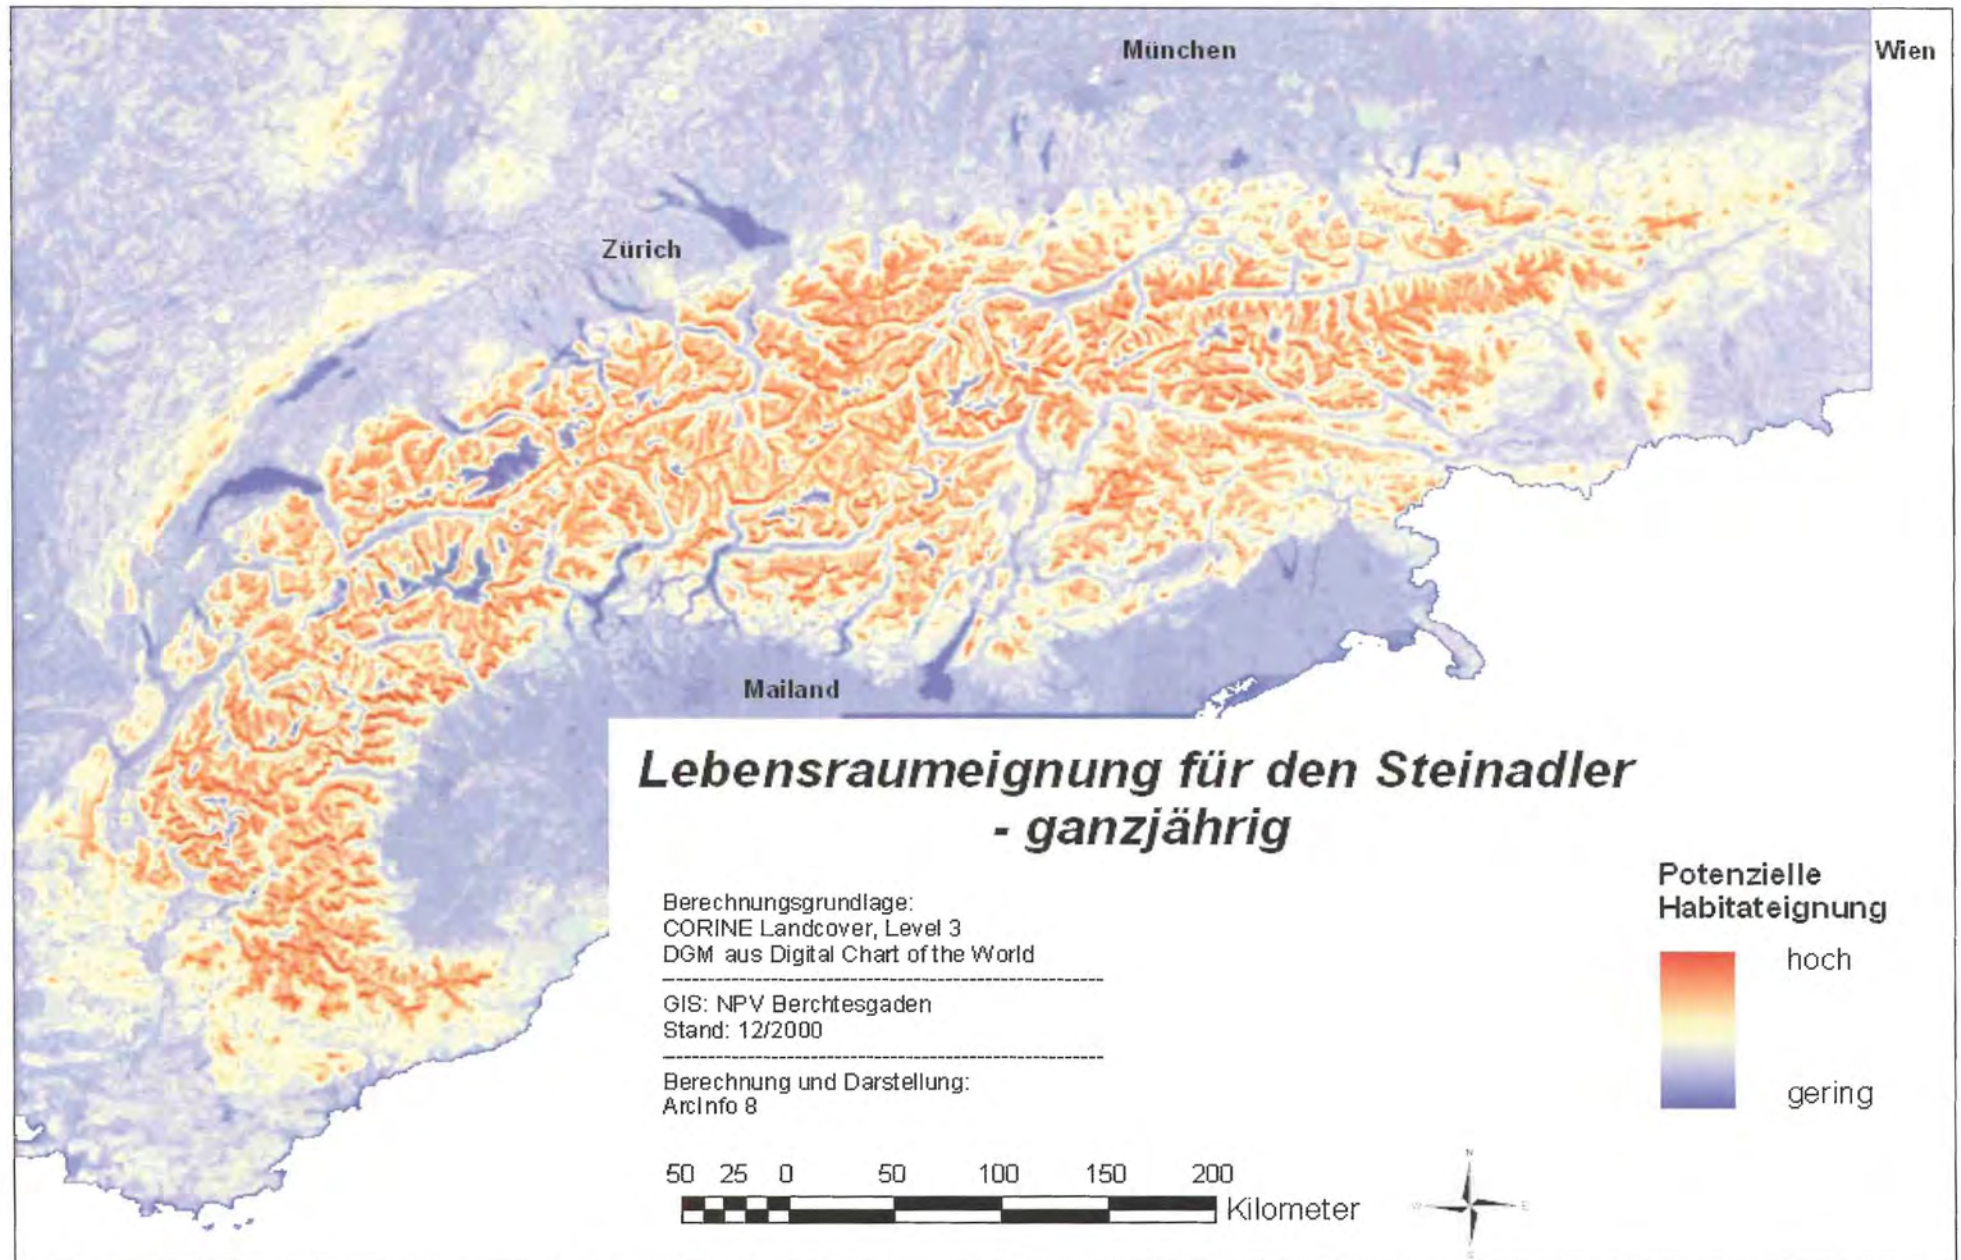 München
Wien
Zürich
Mailand
Lebensraumeignung für den Steinadler
- ganzjährig
Berechnungsgrundlage:
CORINE Landcover, Level 3
DGM aus Digital Chart of the World
GIS: NPV Berchtesgaden
Stand: 12/2000
Berechnung und Darstellung:
ArcInfo 8
Potenzielle
Habitateignung
hoch
gering
50 25 0 50 100 150 200
Kilometer
N
W E
S